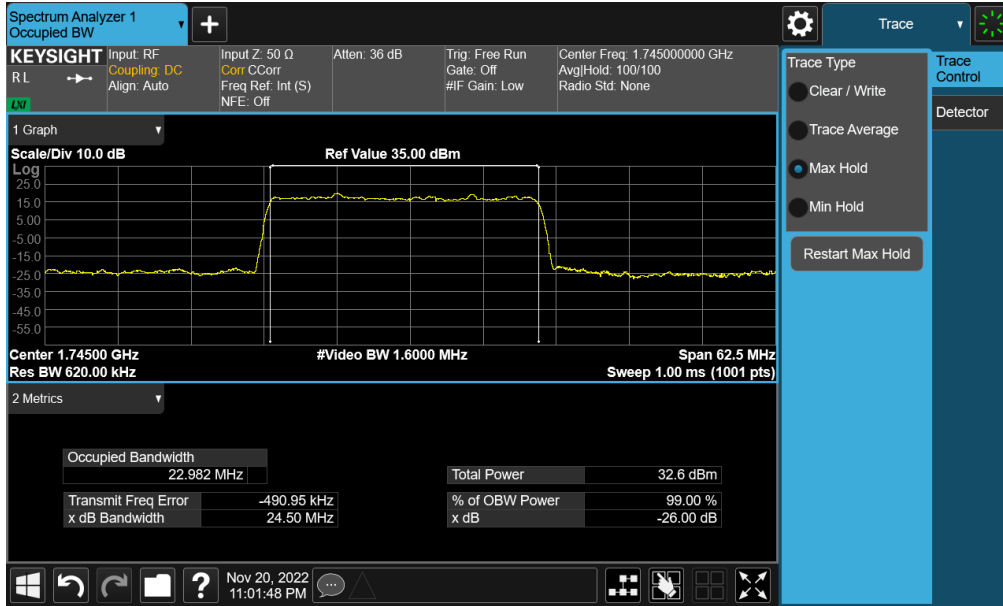 Spectrum Analyzer 1
Occupied BW
+
Trace
KEYSIGHT
R L
LXI
Input: RF
Coupling: DC
Align: Auto
Input Z: 50 Ω
Corr CCorr
Freq Ref: Int (S)
NFE: Off
Atten: 36 dB
Trig: Free Run
Gate: Off
#IF Gain: Low
Center Freq: 1.745000000 GHz
Avg|Hold: 100/100
Radio Std: None
Trace Type
Clear / Write
Trace Average
Max Hold
Min Hold
Restart Max Hold
Trace
Control
Detector
1 Graph
Scale/Div 10.0 dB
Ref Value 35.00 dBm
Log
25.0
15.0
5.00
-5.00
-15.0
-25.0
-35.0
-45.0
-55.0
Center 1.74500 GHz
#Video BW 1.6000 MHz
Span 62.5 MHz
Res BW 620.00 kHz
Sweep 1.00 ms (1001 pts)
2 Metrics
Occupied Bandwidth
22.982 MHz
Total Power 32.6 dBm
Transmit Freq Error -490.95 kHz
% of OBW Power 99.00 %
x dB Bandwidth 24.50 MHz
x dB -26.00 dB
?
Nov 20, 2022
11:01:48 PM